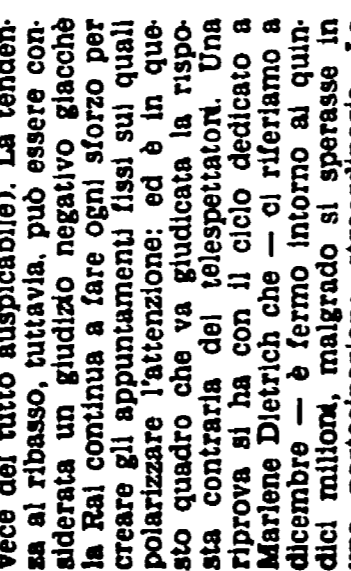 vece del tutto auspicabile). La tenden-
za al ribasso, tuttavia, può essere con-
siderata un giudizio negativo giacchè
la Rai continua a fare ogni sforzo per
creare gli appuntamenti fissi sui quali
polarizzare l'attenzione: ed è in que-
sto quadro che va giudicata la rispo-
sta contraria dei telespettatori. Una
riprova si ha con il ciclo dedicato a
Marlene Dietrich che — ci riferiamo a
dicembre — è fermo intorno ai quin-
dici milioni, malgrado si sperasse in